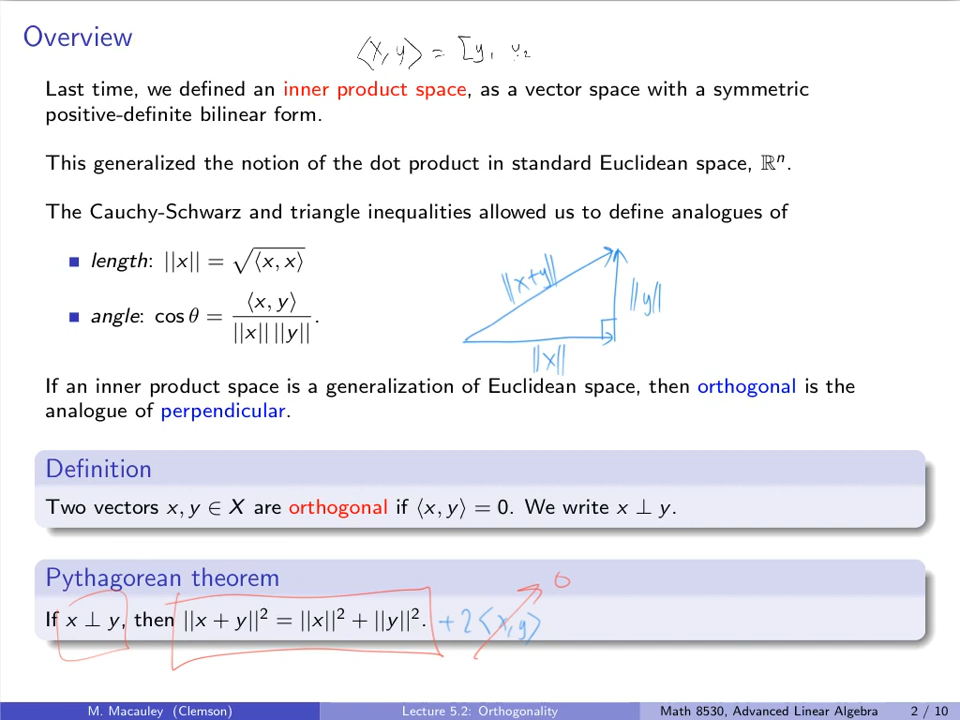 Overview
⟨x, y⟩ = [y₁ y₂
Last time, we defined an inner product space, as a vector space with a symmetric
positive-definite bilinear form.
This generalized the notion of the dot product in standard Euclidean space, ℝⁿ.
The Cauchy-Schwarz and triangle inequalities allowed us to define analogues of
■ length: ||x|| = √⟨x, x⟩
■ angle: cos θ = ⟨x, y⟩ / ||x|| ||y|| .
||x+y||
||y||
||x||
If an inner product space is a generalization of Euclidean space, then orthogonal is the
analogue of perpendicular.
Definition
Two vectors x, y ∈ X are orthogonal if ⟨x, y⟩ = 0. We write x ⊥ y.
Pythagorean theorem
0
If x ⊥ y, then ||x + y||² = ||x||² + ||y||². + 2⟨x,y⟩
M. Macauley (Clemson) Lecture 5.2: Orthogonality Math 8530, Advanced Linear Algebra 2 / 10